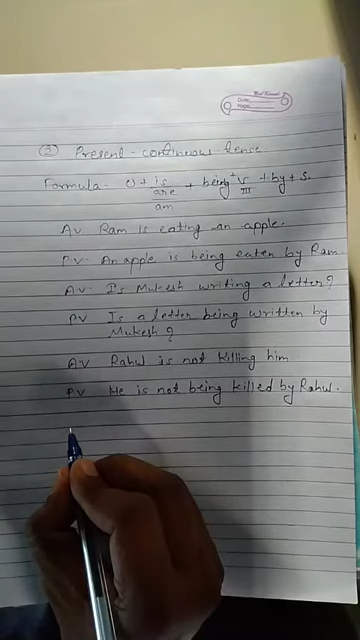 ② Present - continuous tense
Formula - O + is/are/am + being + V III + by + S.
AV Ram is eating an apple.
PV - An apple is being eaten by Ram
AV - Is Mukesh writing a letter?
PV Is a letter being written by
Mukesh?
AV Rahul is not killing him.
PV He is not being killed by Rahul.